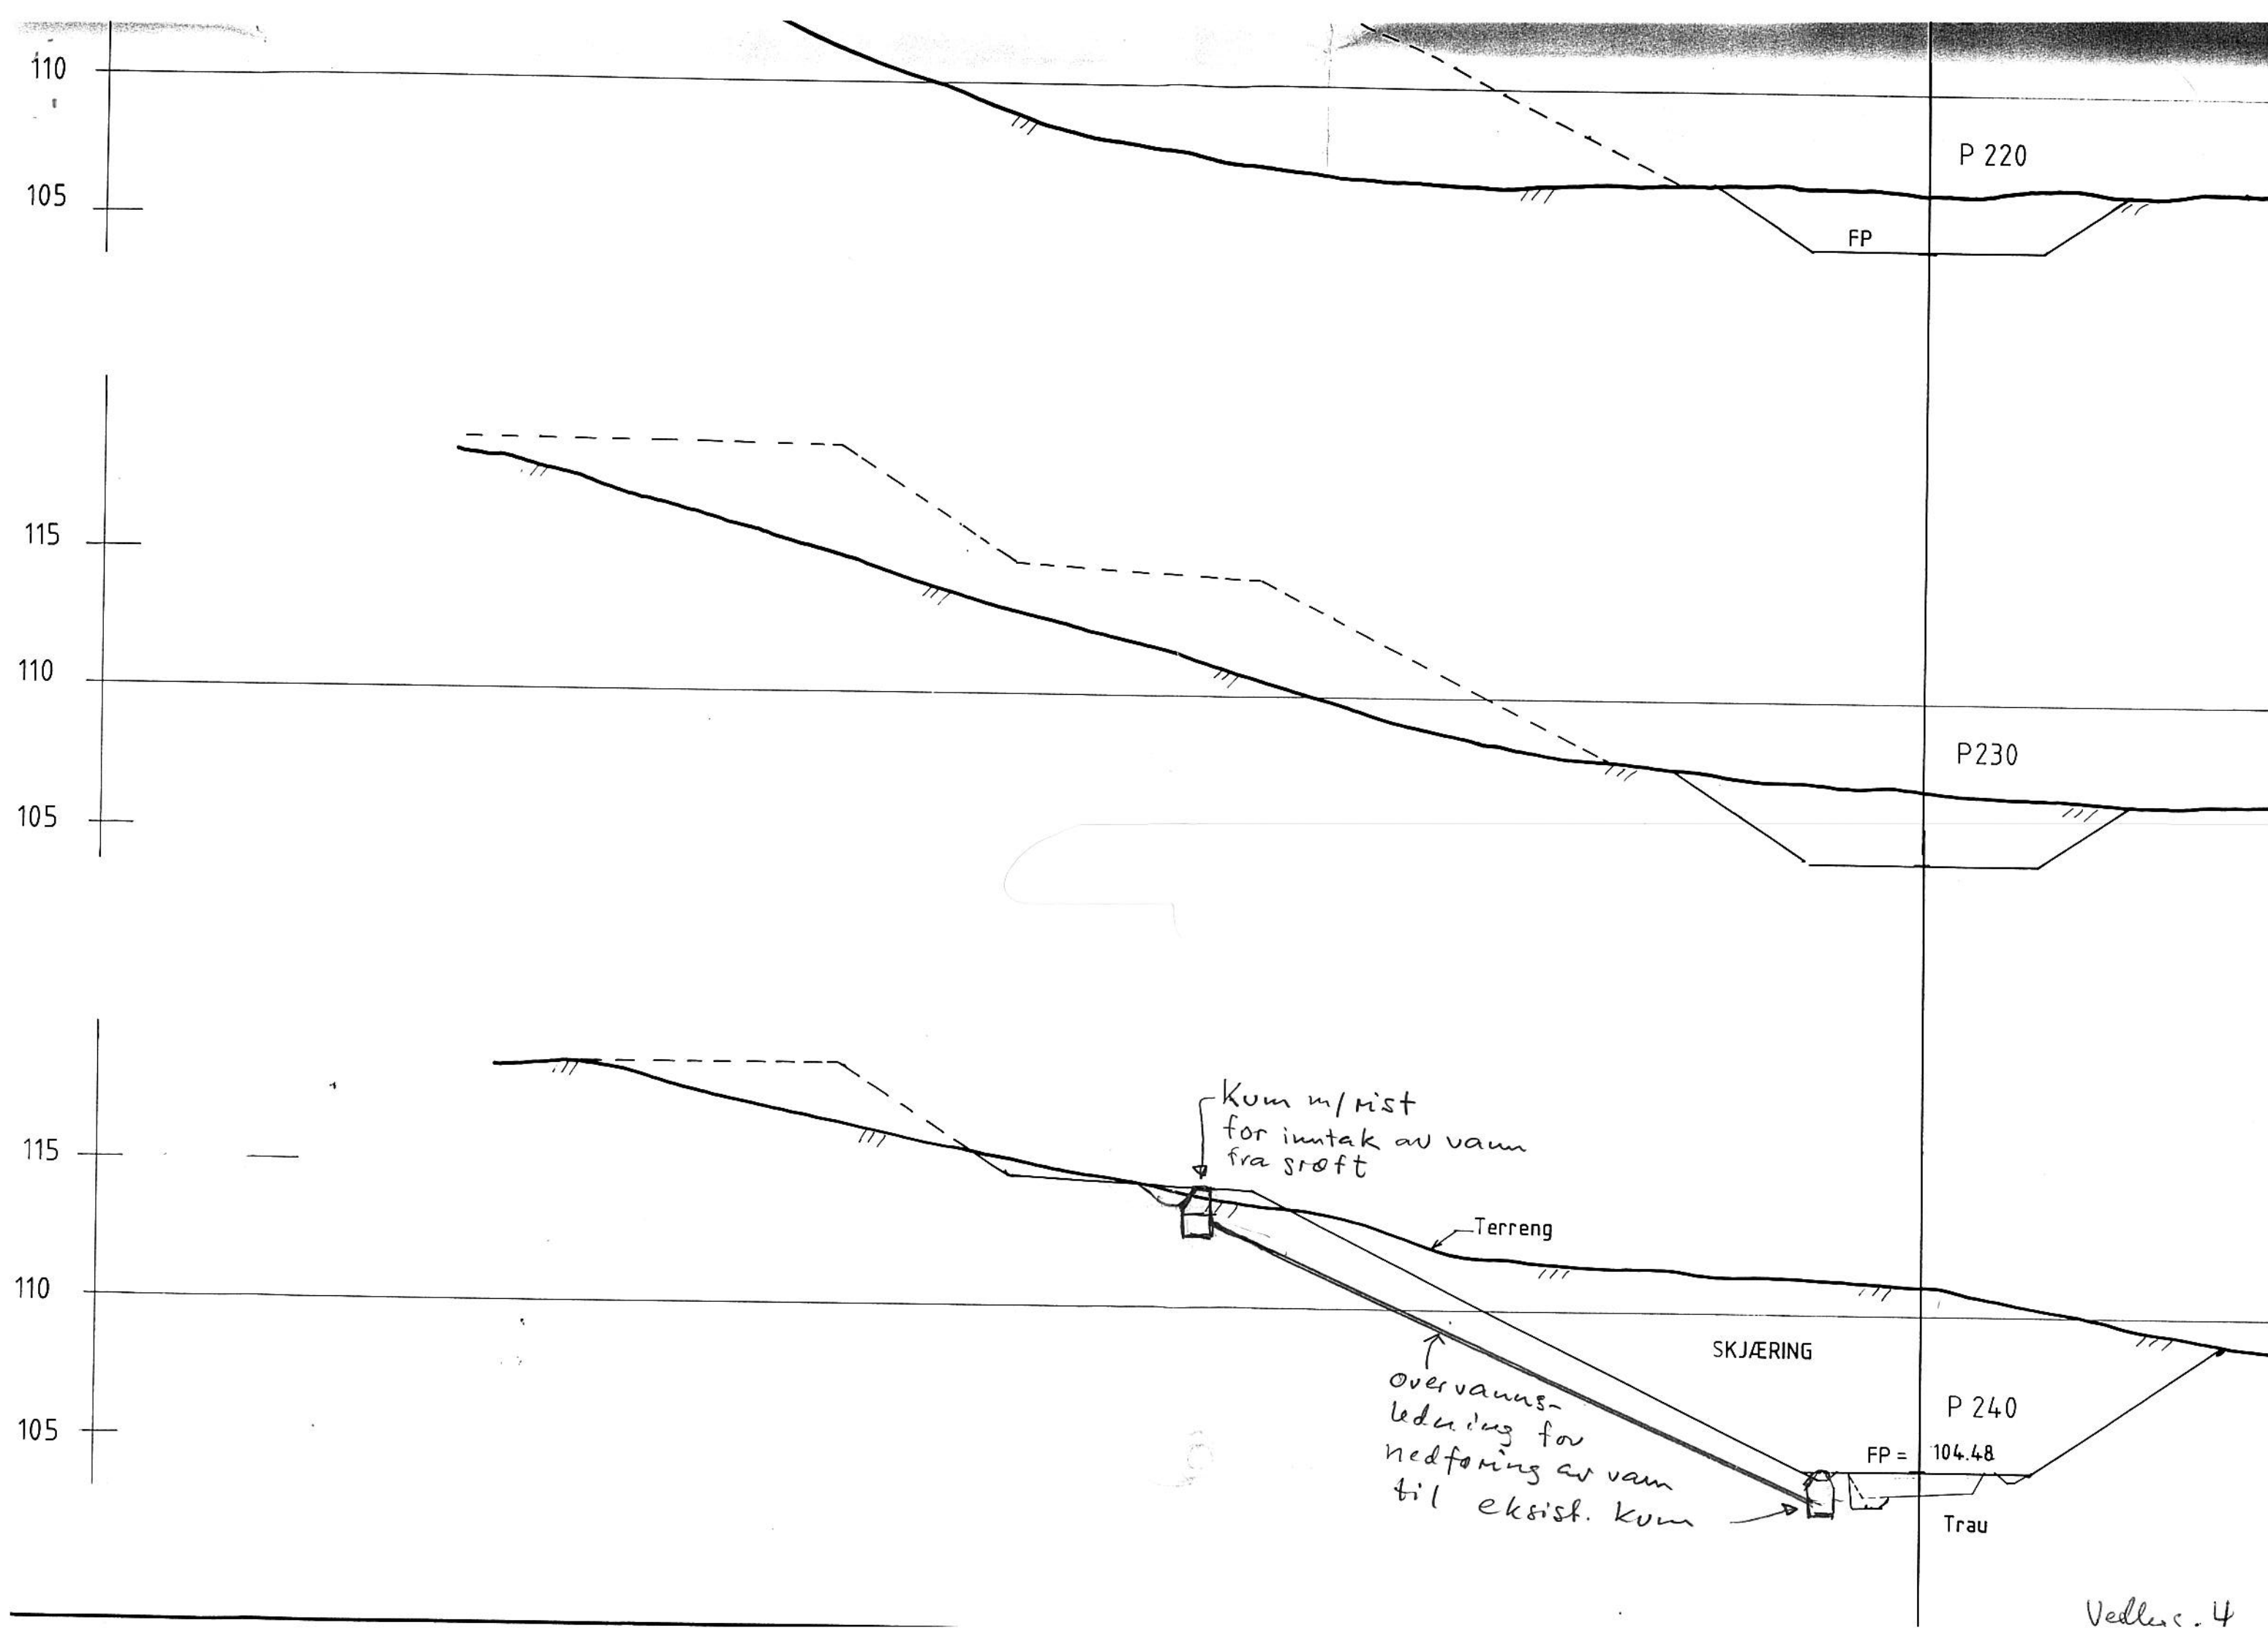 110
P 220
105
FP
115
110
P230
105
Kum m/rist
for inntak av vann
fra grøft
115
Terreng
110
SKJÆRING
Overvanns-
ledning for
nedføring av vann
til eksist. kum
P 240
105
FP = 104.48
Trau
Vedlegg. 4